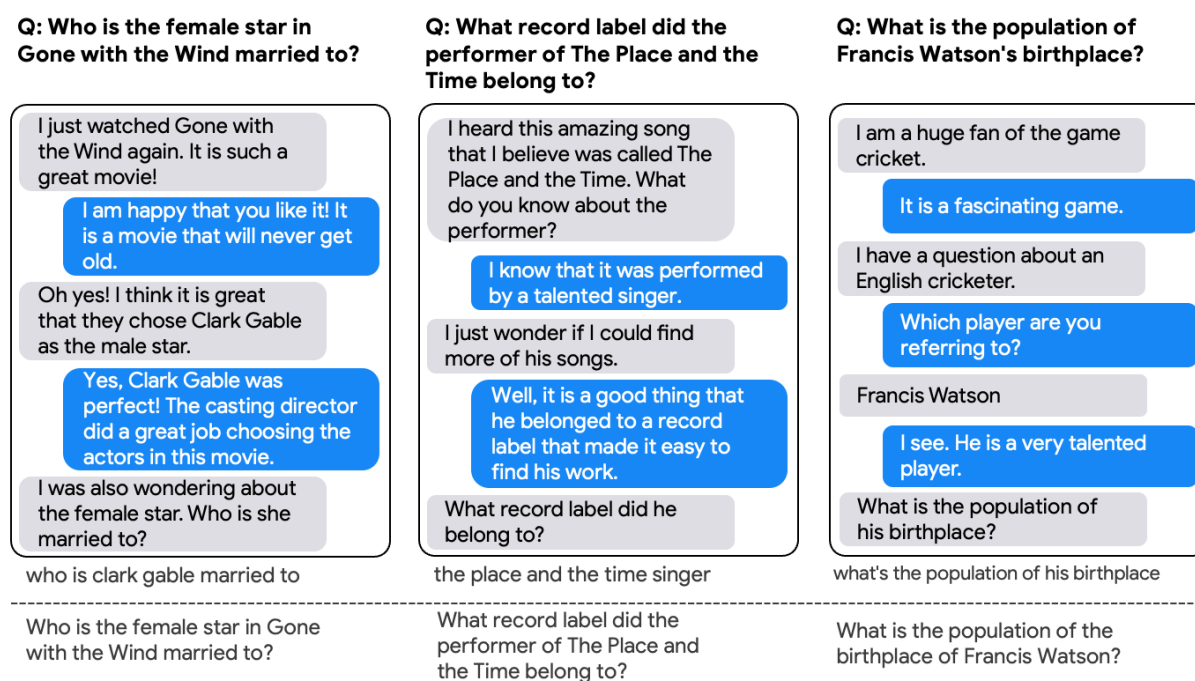 Q: Who is the female star in
Gone with the Wind married to?
I just watched Gone with
the Wind again. It is such a
great movie!
I am happy that you like it! It
is a movie that will never get
old.
Oh yes! I think it is great
that they chose Clark Gable
as the male star.
Yes, Clark Gable was
perfect! The casting director
did a great job choosing the
actors in this movie.
I was also wondering about
the female star. Who is she
married to?
who is clark gable married to
Who is the female star in Gone
with the Wind married to?
Q: What record label did the
performer of The Place and the
Time belong to?
I heard this amazing song
that I believe was called The
Place and the Time. What
do you know about the
performer?
I know that it was performed
by a talented singer.
I just wonder if I could find
more of his songs.
Well, it is a good thing that
he belonged to a record
label that made it easy to
find his work.
What record label did he
belong to?
the place and the time singer
What record label did the
performer of The Place and
the Time belong to?
Q: What is the population of
Francis Watson's birthplace?
I am a huge fan of the game
cricket.
It is a fascinating game.
I have a question about an
English cricketer.
Which player are you
referring to?
Francis Watson
I see. He is a very talented
player.
What is the population of
his birthplace?
what's the population of his birthplace
What is the population of the
birthplace of Francis Watson?